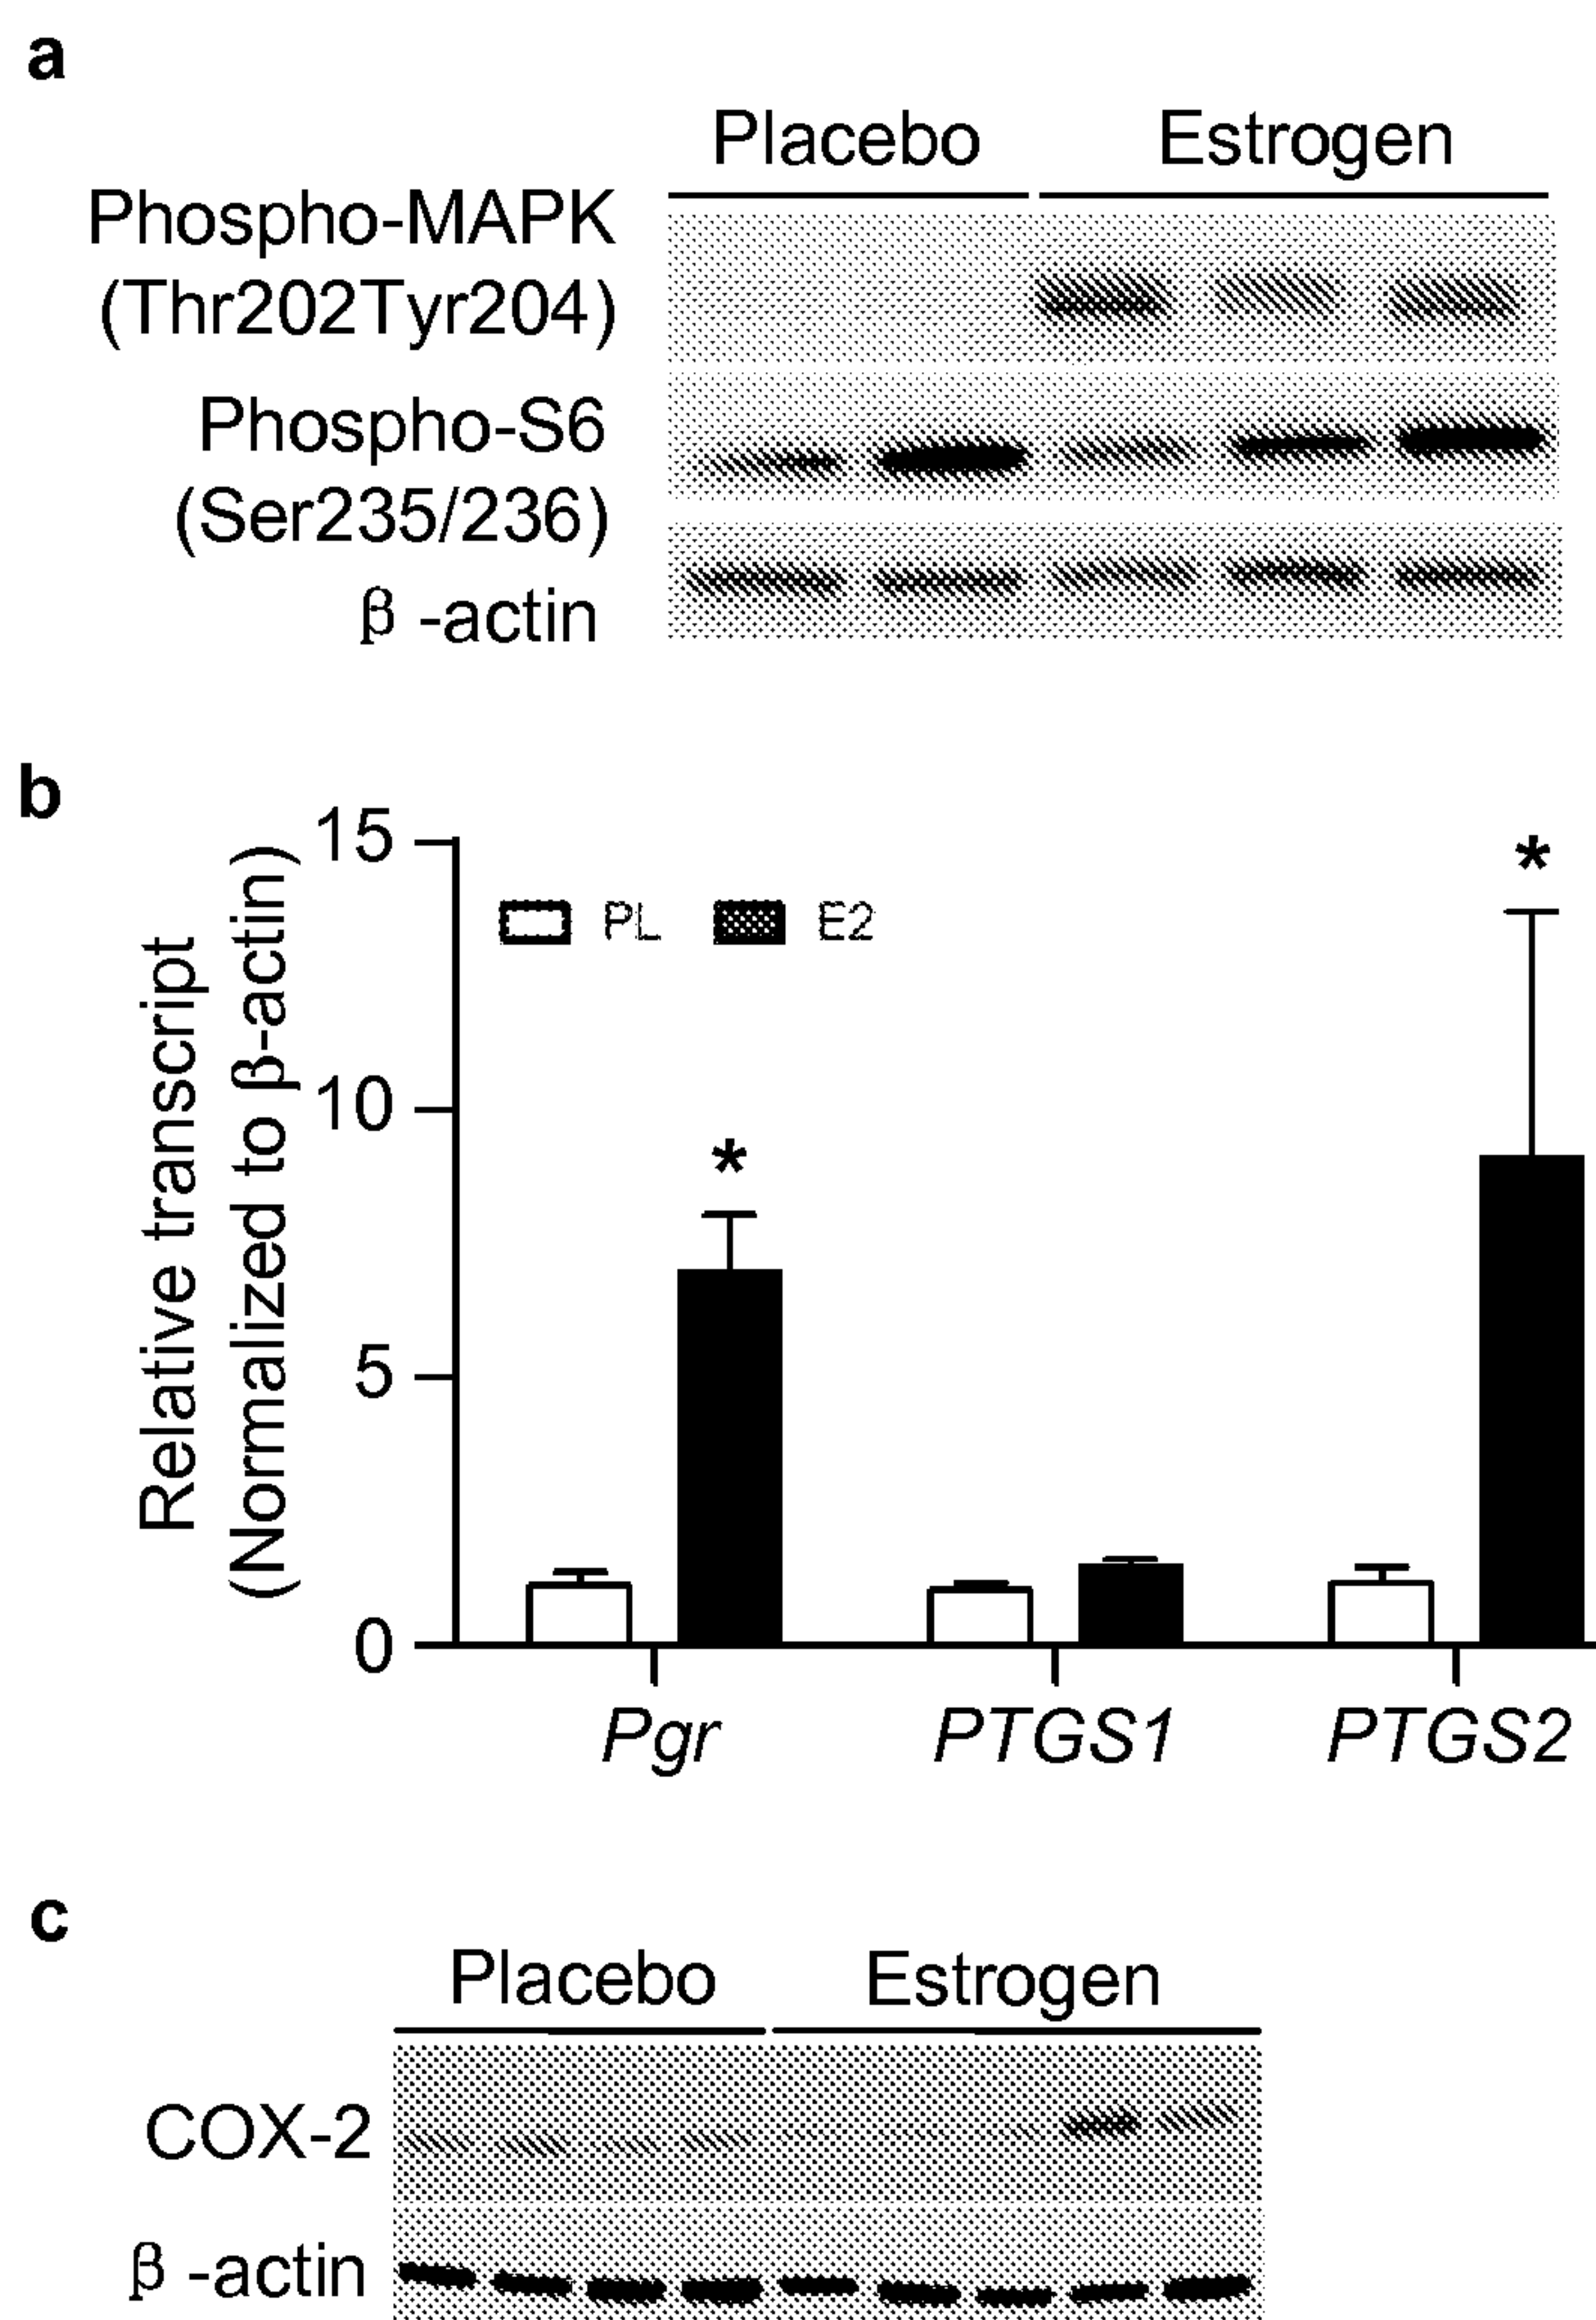 a
Placebo Estrogen
Phospho-MAPK
(Thr202Tyr204)
Phospho-S6
(Ser235/236)
β -actin
b
Relative transcript
(Normalized to β-actin)
15
10
5
0
PL E2
*
*
Pgr PTGS1 PTGS2
c
Placebo Estrogen
COX-2
β -actin